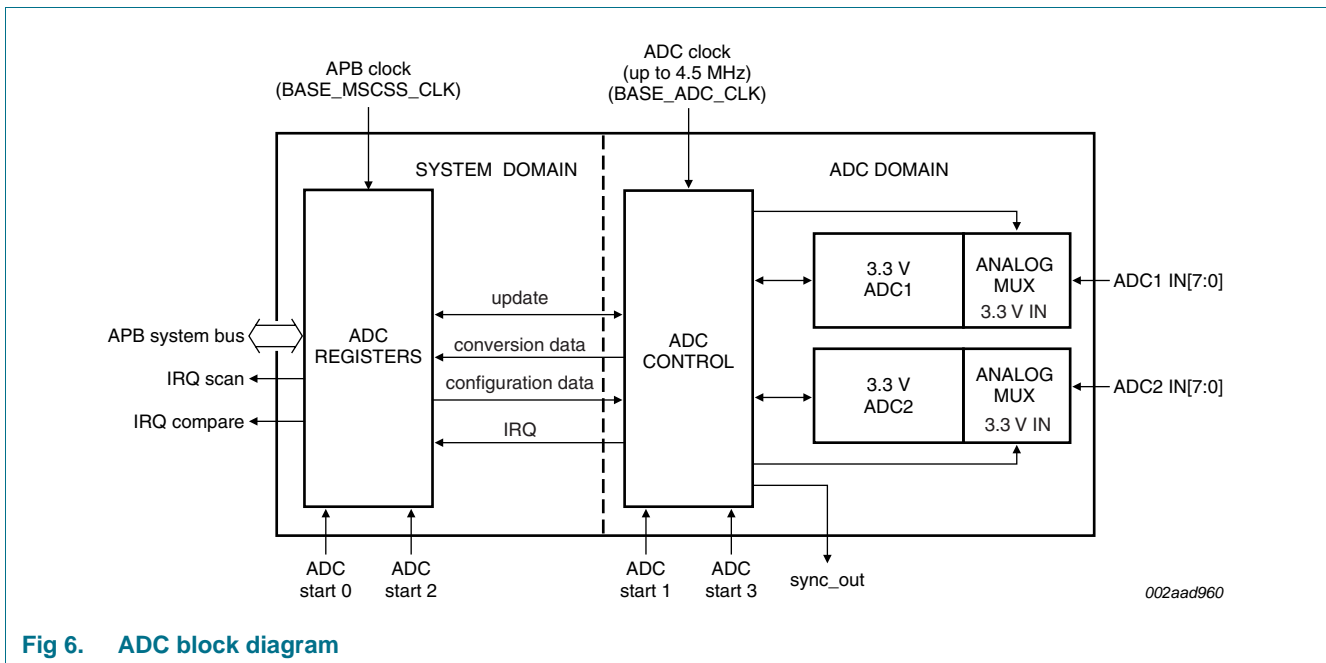 APB clock
(BASE_MSCSS_CLK)
ADC clock
(up to 4.5 MHz)
(BASE_ADC_CLK)
SYSTEM DOMAIN
ADC DOMAIN
APB system bus
IRQ scan
IRQ compare
ADC
REGISTERS
update
conversion data
configuration data
IRQ
ADC
CONTROL
3.3 V
ADC1
ANALOG
MUX
3.3 V IN
ADC1 IN[7:0]
3.3 V
ADC2
ANALOG
MUX
3.3 V IN
ADC2 IN[7:0]
ADC
start 0
ADC
start 2
ADC
start 1
ADC
start 3
sync_out
002aad960
Fig 6. ADC block diagram